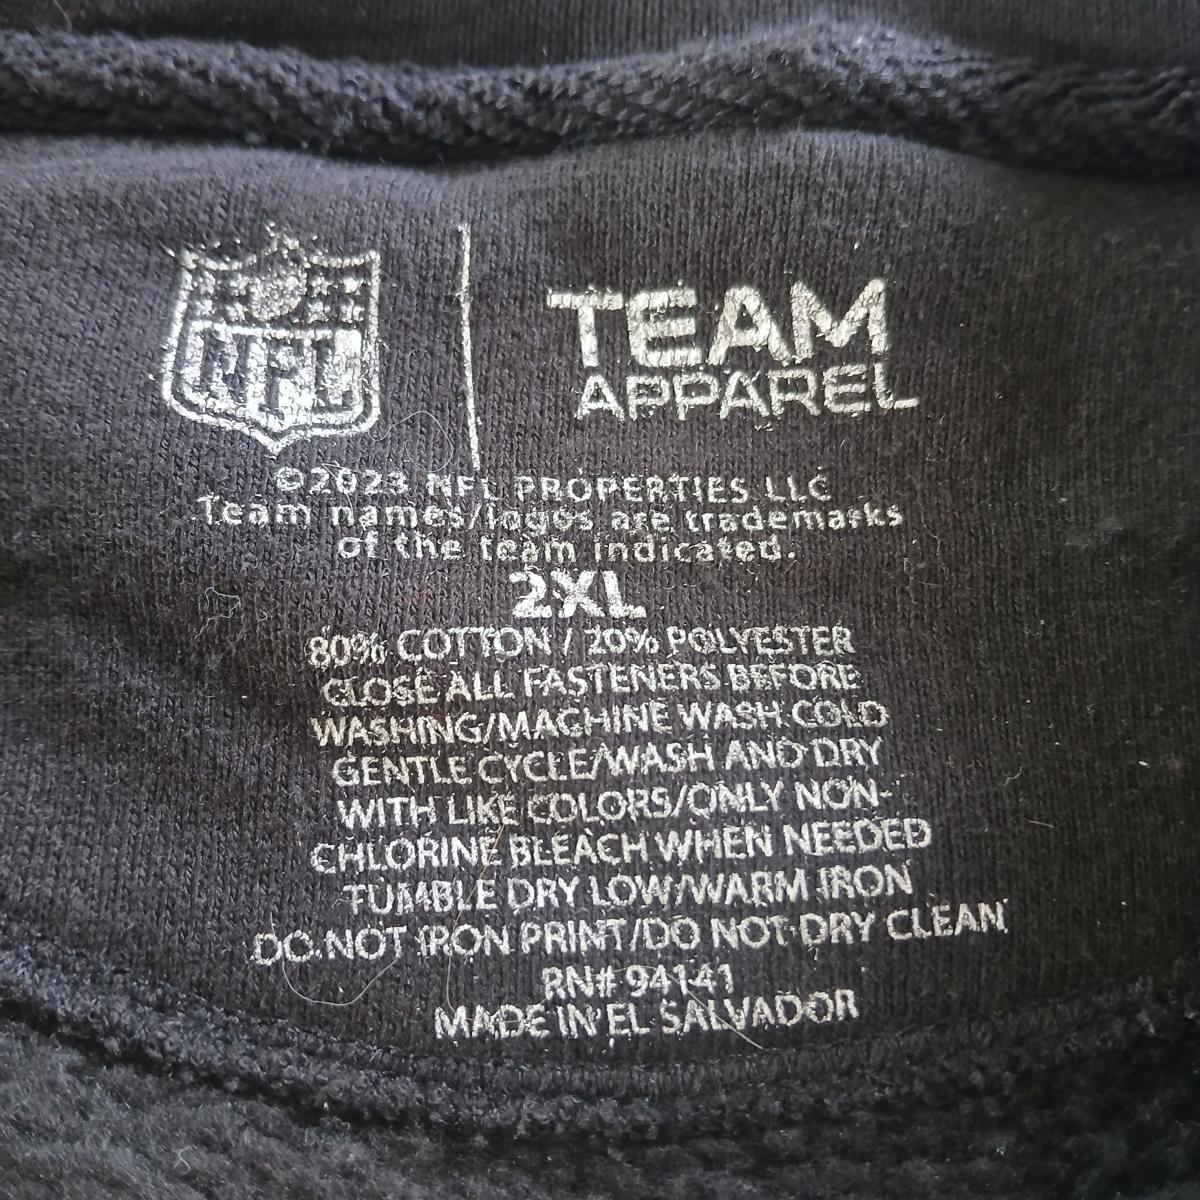 NFL
TEAM
APPAREL
©2023 NFL PROPERTIES LLC
Team names/logos are trademarks
of the team indicated.
2XL
80% COTTON / 20% POLYESTER
CLOSE ALL FASTENERS BEFORE
WASHING/MACHINE WASH COLD
GENTLE CYCLE/WASH AND DRY
WITH LIKE COLORS/ONLY NON-
CHLORINE BLEACH WHEN NEEDED
TUMBLE DRY LOW/WARM IRON
DO NOT IRON PRINT/DO NOT DRY CLEAN
RN# 94141
MADE IN EL SALVADOR